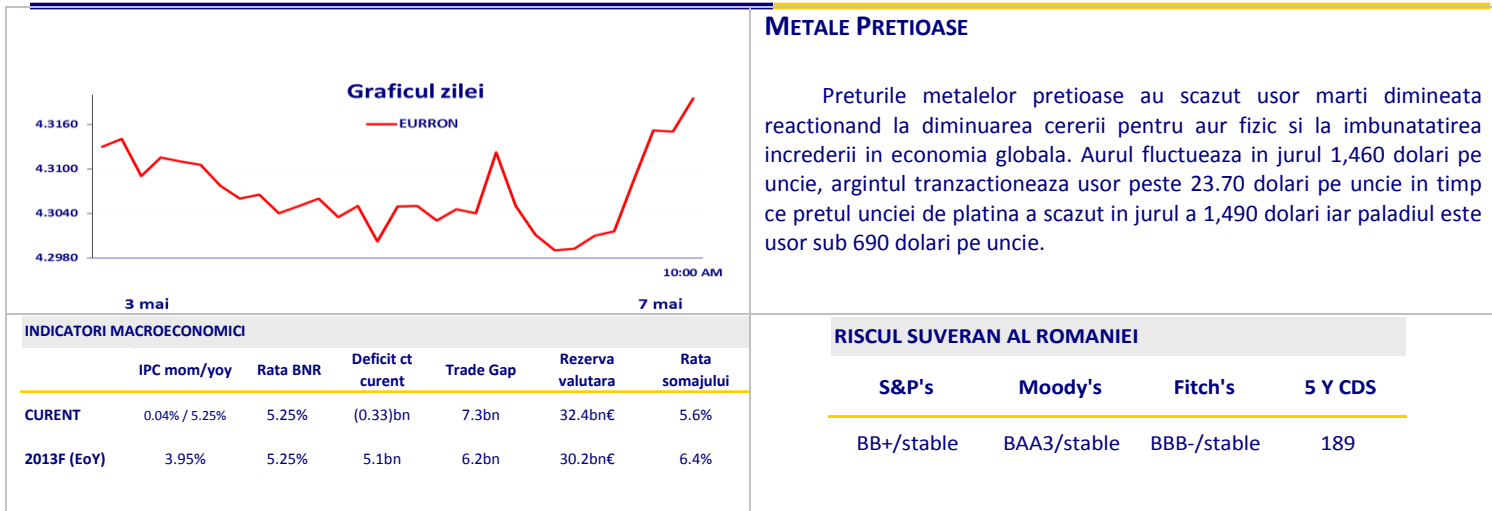 Graficul zilei
EURRON
4.3160
4.3100
4.3040
4.2980
10:00 AM
3 mai 7 mai
METALE PRETIOASE
Preturile metalelor pretioase au scazut usor marti dimineata
reactionand la diminuarea cererii pentru aur fizic si la imbunatatirea
increderii in economia globala. Aurul fluctueaza in jurul 1,460 dolari pe
uncie, argintul tranzactioneaza usor peste 23.70 dolari pe uncie in timp
ce pretul unciei de platina a scazut in jurul a 1,490 dolari iar paladiul este
usor sub 690 dolari pe uncie.
INDICATORI MACROECONOMICI
IPC mom/yoy Rata BNR Deficit ct curent Trade Gap Rezerva valutara Rata somajului
CURENT 0.04% / 5.25% 5.25% (0.33)bn 7.3bn 32.4bn€ 5.6%
2013F (EoY) 3.95% 5.25% 5.1bn 6.2bn 30.2bn€ 6.4%
RISCUL SUVERAN AL ROMANIEI
S&P's Moody's Fitch's 5 Y CDS
BB+/stable BAA3/stable BBB-/stable 189